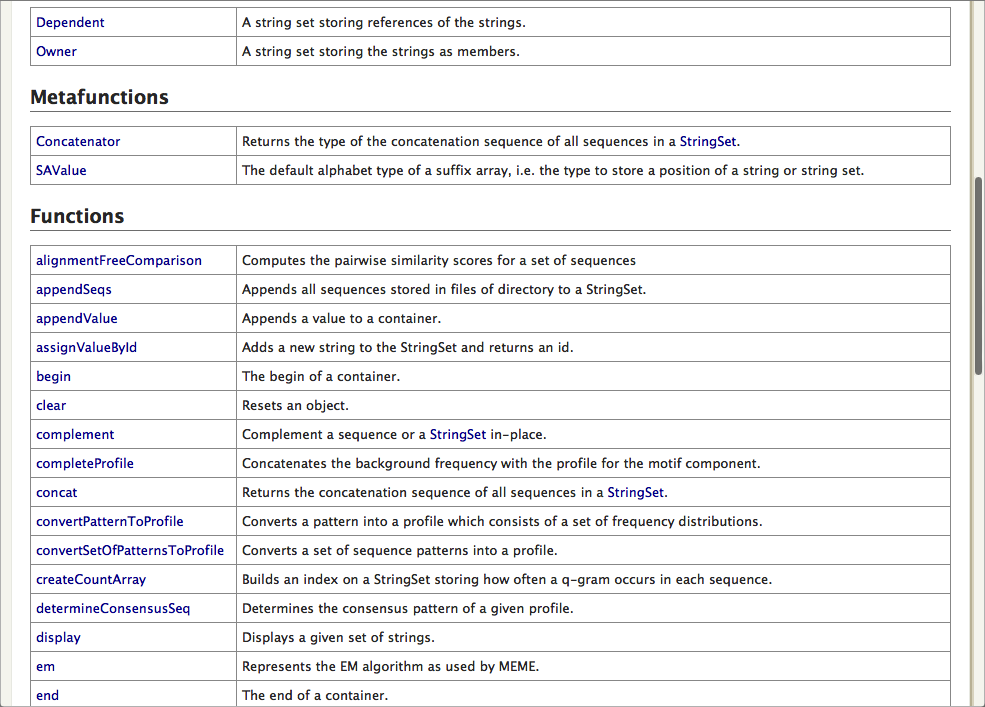 Dependent A string set storing references of the strings.
Owner A string set storing the strings as members.
Metafunctions
Concatenator Returns the type of the concatenation sequence of all sequences in a StringSet.
SAValue The default alphabet type of a suffix array, i.e. the type to store a position of a string or string set.
Functions
alignmentFreeComparison Computes the pairwise similarity scores for a set of sequences
appendSeqs Appends all sequences stored in files of directory to a StringSet.
appendValue Appends a value to a container.
assignValueById Adds a new string to the StringSet and returns an id.
begin The begin of a container.
clear Resets an object.
complement Complement a sequence or a StringSet in-place.
completeProfile Concatenates the background frequency with the profile for the motif component.
concat Returns the concatenation sequence of all sequences in a StringSet.
convertPatternToProfile Converts a pattern into a profile which consists of a set of frequency distributions.
convertSetOfPatternsToProfile Converts a set of sequence patterns into a profile.
createCountArray Builds an index on a StringSet storing how often a q-gram occurs in each sequence.
determineConsensusSeq Determines the consensus pattern of a given profile.
display Displays a given set of strings.
em Represents the EM algorithm as used by MEME.
end The end of a container.